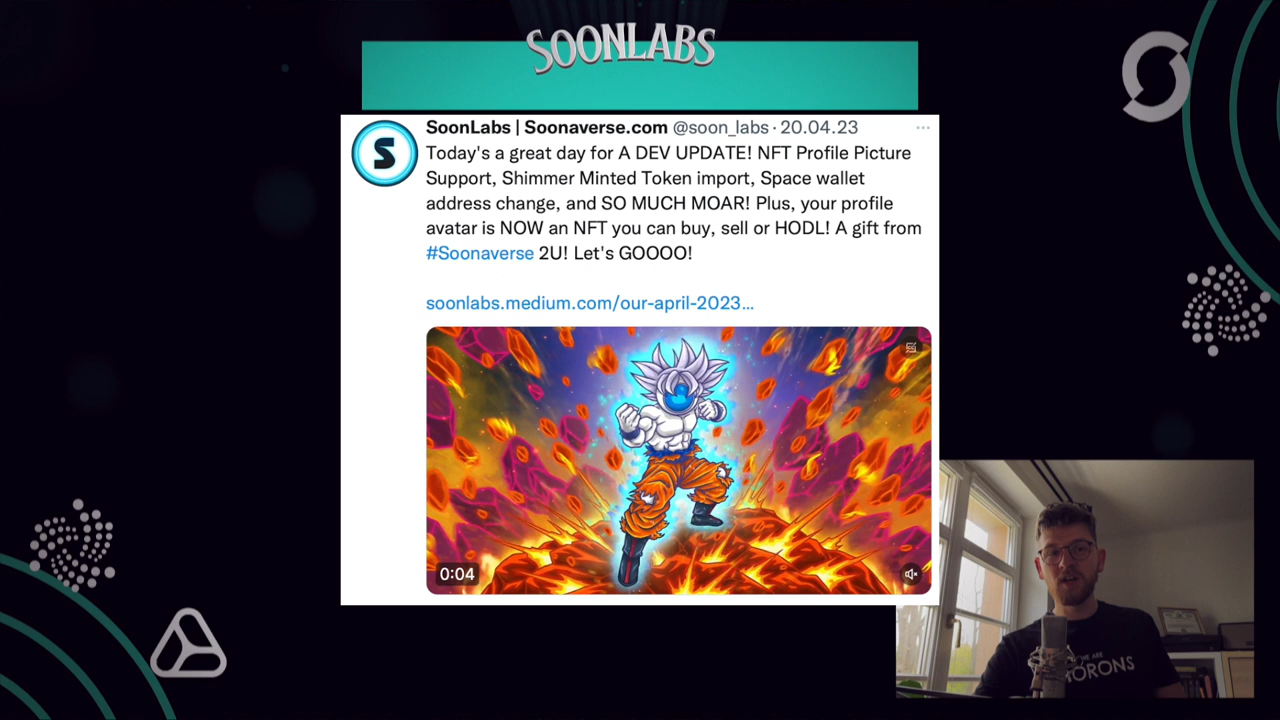 SOONLABS
SoonLabs | Soonaverse.com @soon_labs · 20.04.23
Today's a great day for A DEV UPDATE! NFT Profile Picture
Support, Shimmer Minted Token import, Space wallet
address change, and SO MUCH MOAR! Plus, your profile
avatar is NOW an NFT you can buy, sell or HODL! A gift from
#Soonaverse 2U! Let's GOOOO!
soonlabs.medium.com/our-april-2023...
0:04
WE ARE
MORONS